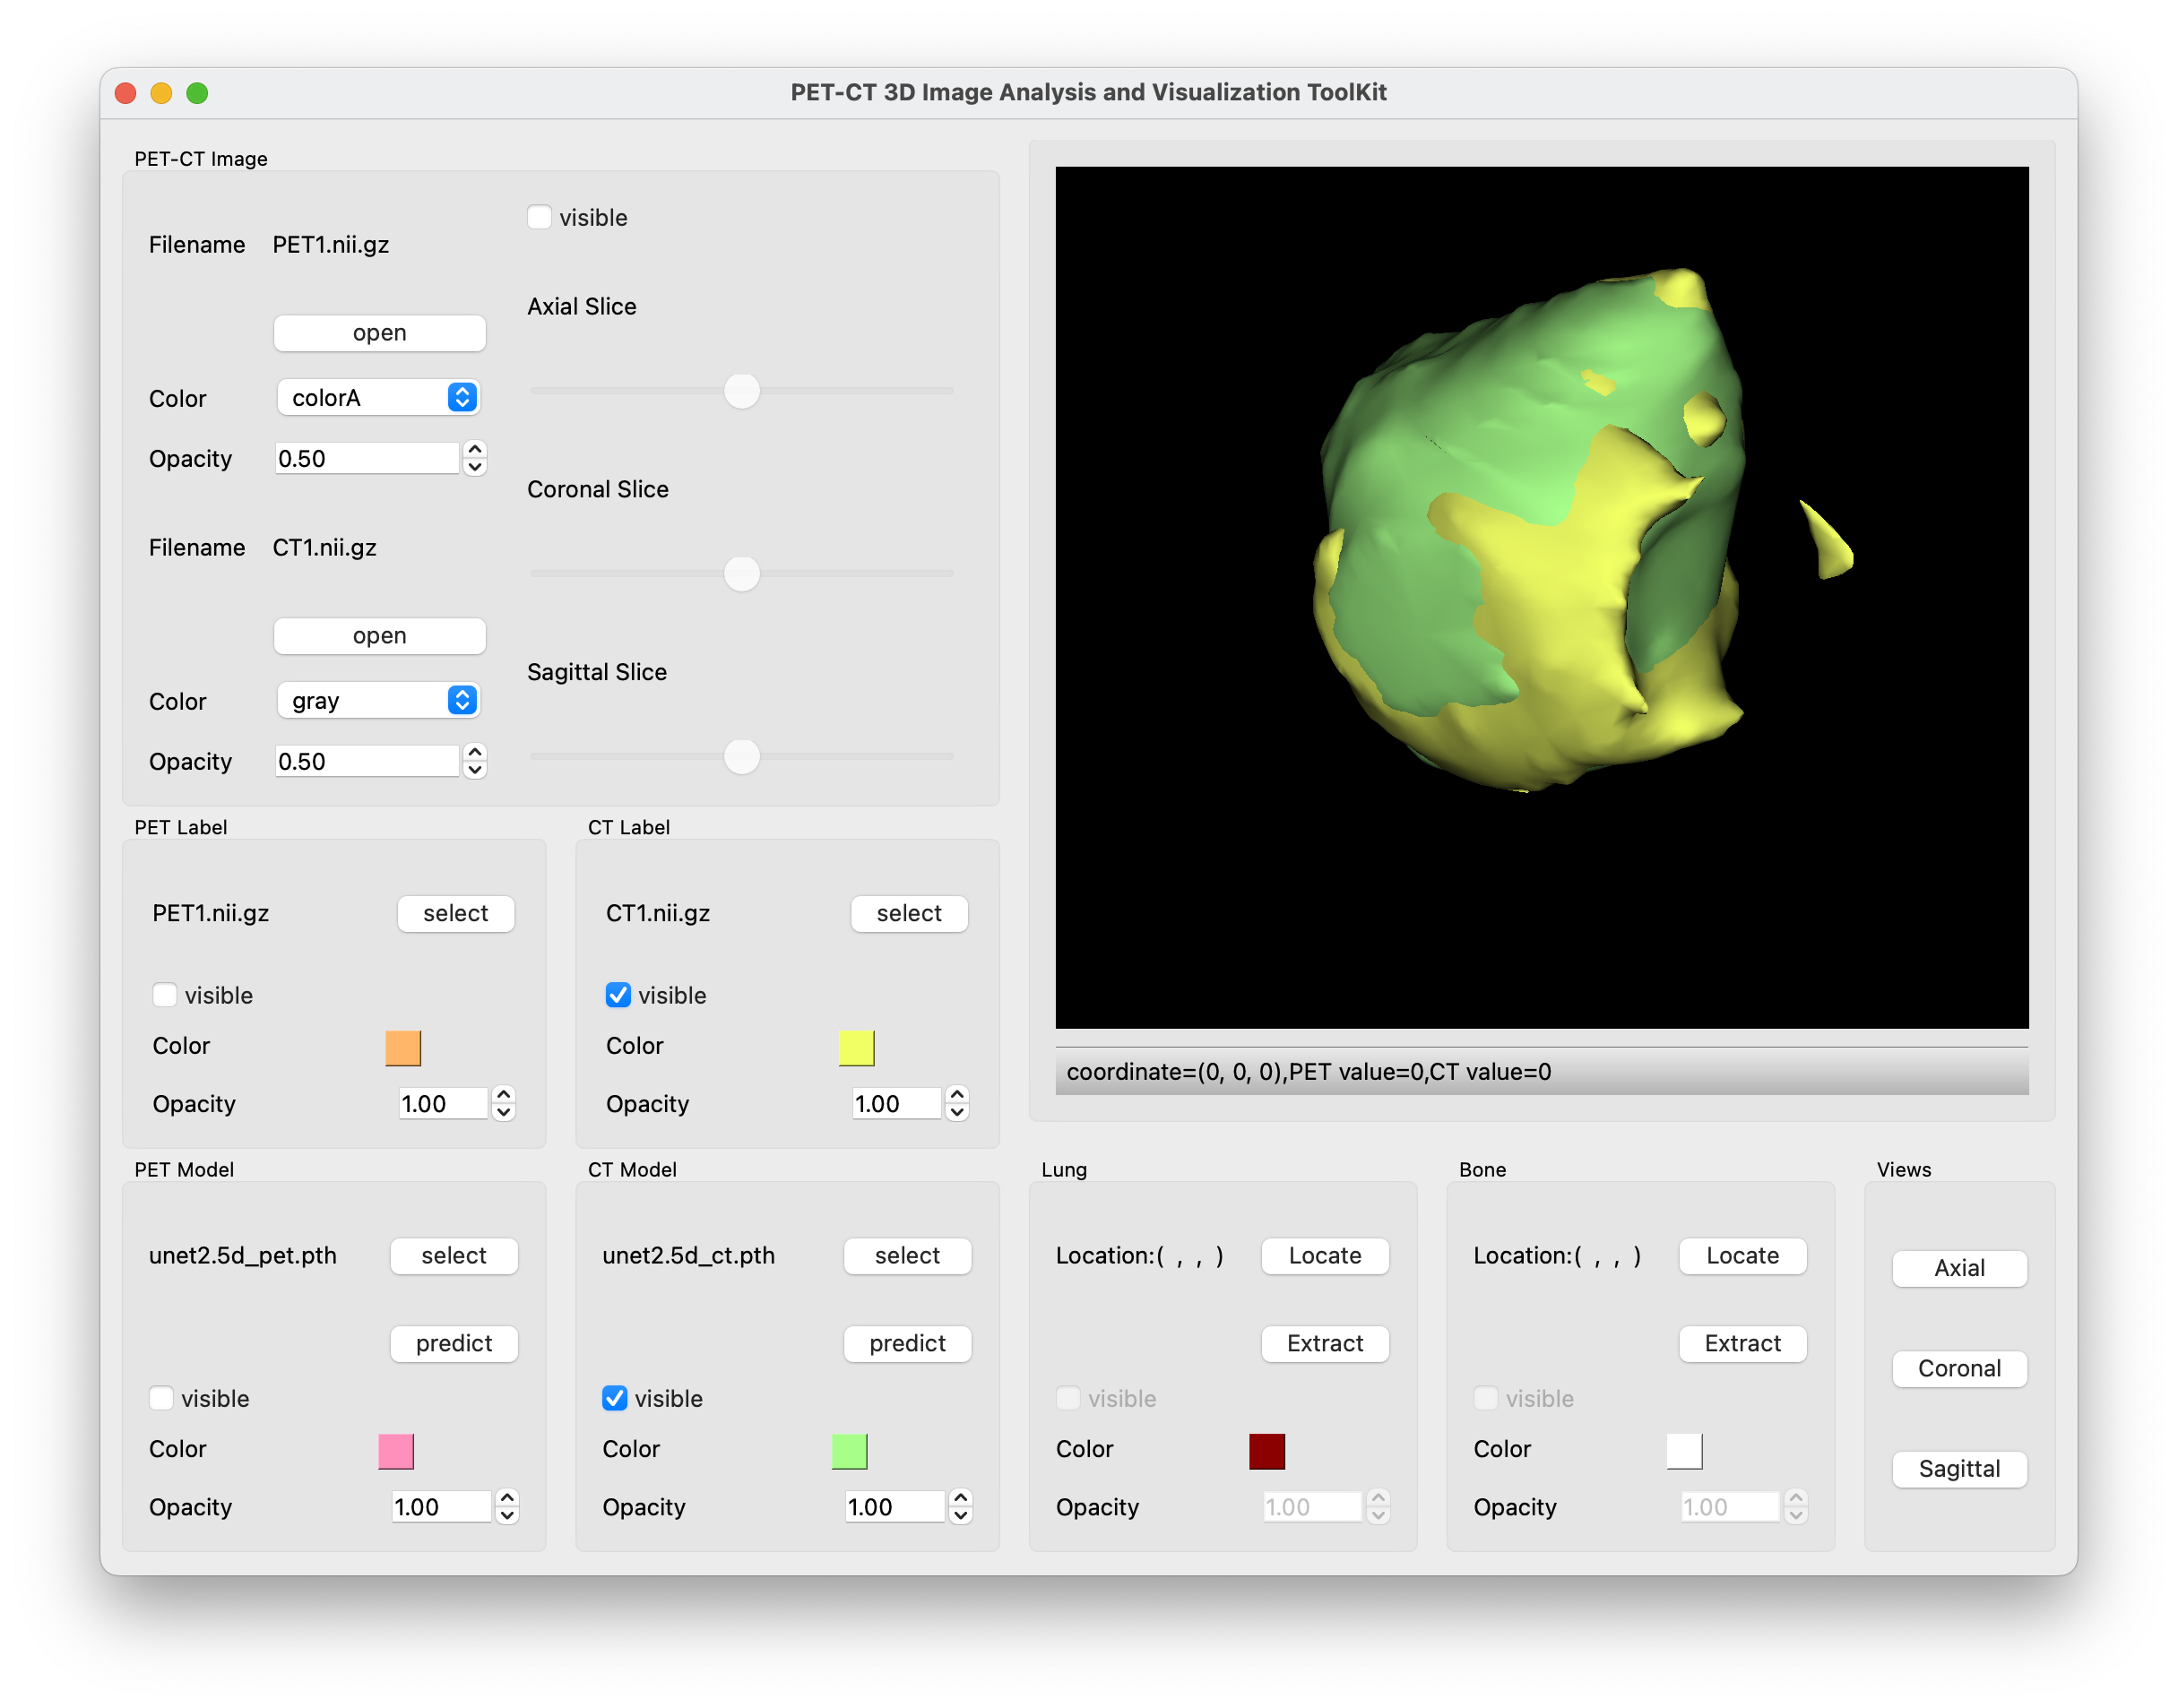 PET-CT 3D Image Analysis and Visualization ToolKit
PET-CT Image
visible
Filename PET1.nii.gz
Axial Slice
open
Color colorA
Opacity 0.50
Coronal Slice
Filename CT1.nii.gz
open
Sagittal Slice
Color gray
Opacity 0.50
PET Label
PET1.nii.gz select
visible
Color
Opacity 1.00
CT Label
CT1.nii.gz select
visible
Color
Opacity 1.00
coordinate=(0, 0, 0),PET value=0,CT value=0
PET Model
unet2.5d_pet.pth select
predict
visible
Color
Opacity 1.00
CT Model
unet2.5d_ct.pth select
predict
visible
Color
Opacity 1.00
Lung
Location:( , , ) Locate
Extract
visible
Color
Opacity 1.00
Bone
Location:( , , ) Locate
Extract
visible
Color
Opacity 1.00
Views
Axial
Coronal
Sagittal